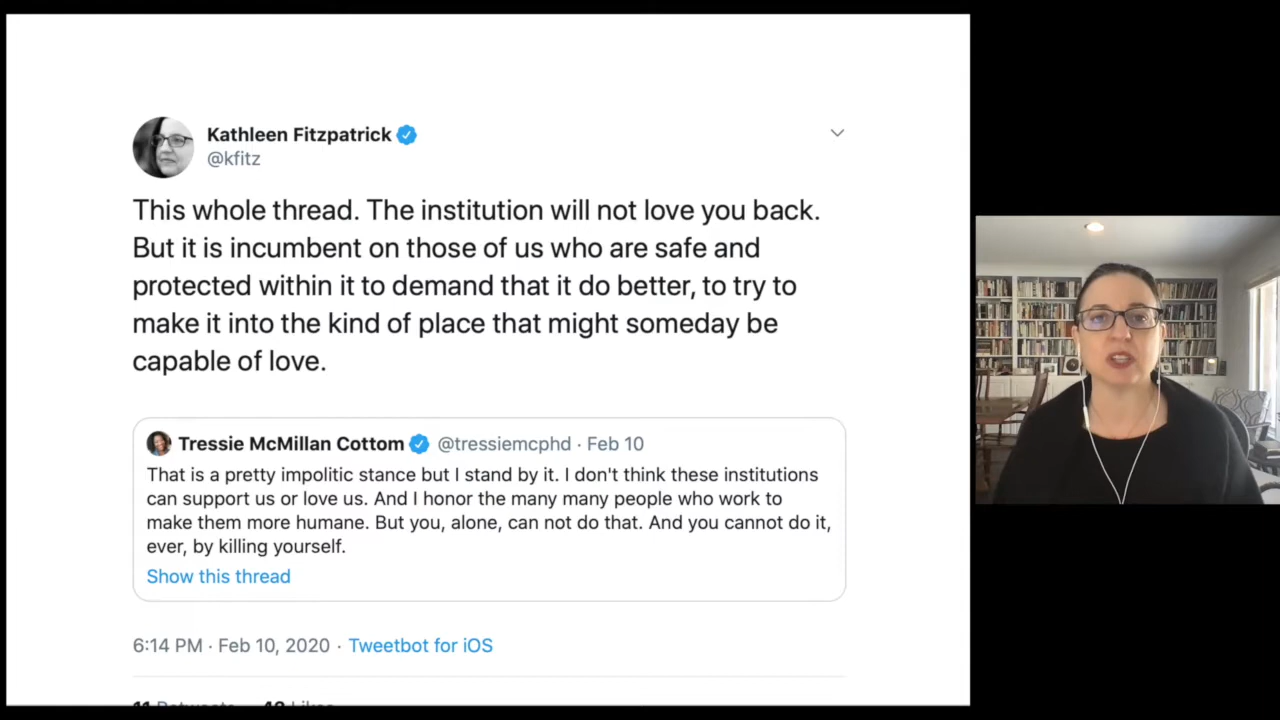 Kathleen Fitzpatrick
@kfitz
This whole thread. The institution will not love you back.
But it is incumbent on those of us who are safe and
protected within it to demand that it do better, to try to
make it into the kind of place that might someday be
capable of love.
Tressie McMillan Cottom @tressiemcphd · Feb 10
That is a pretty impolitic stance but I stand by it. I don't think these institutions
can support us or love us. And I honor the many many people who work to
make them more humane. But you, alone, can not do that. And you cannot do it,
ever, by killing yourself.
Show this thread
6:14 PM · Feb 10, 2020 · Tweetbot for iOS
11 Retweets Likes